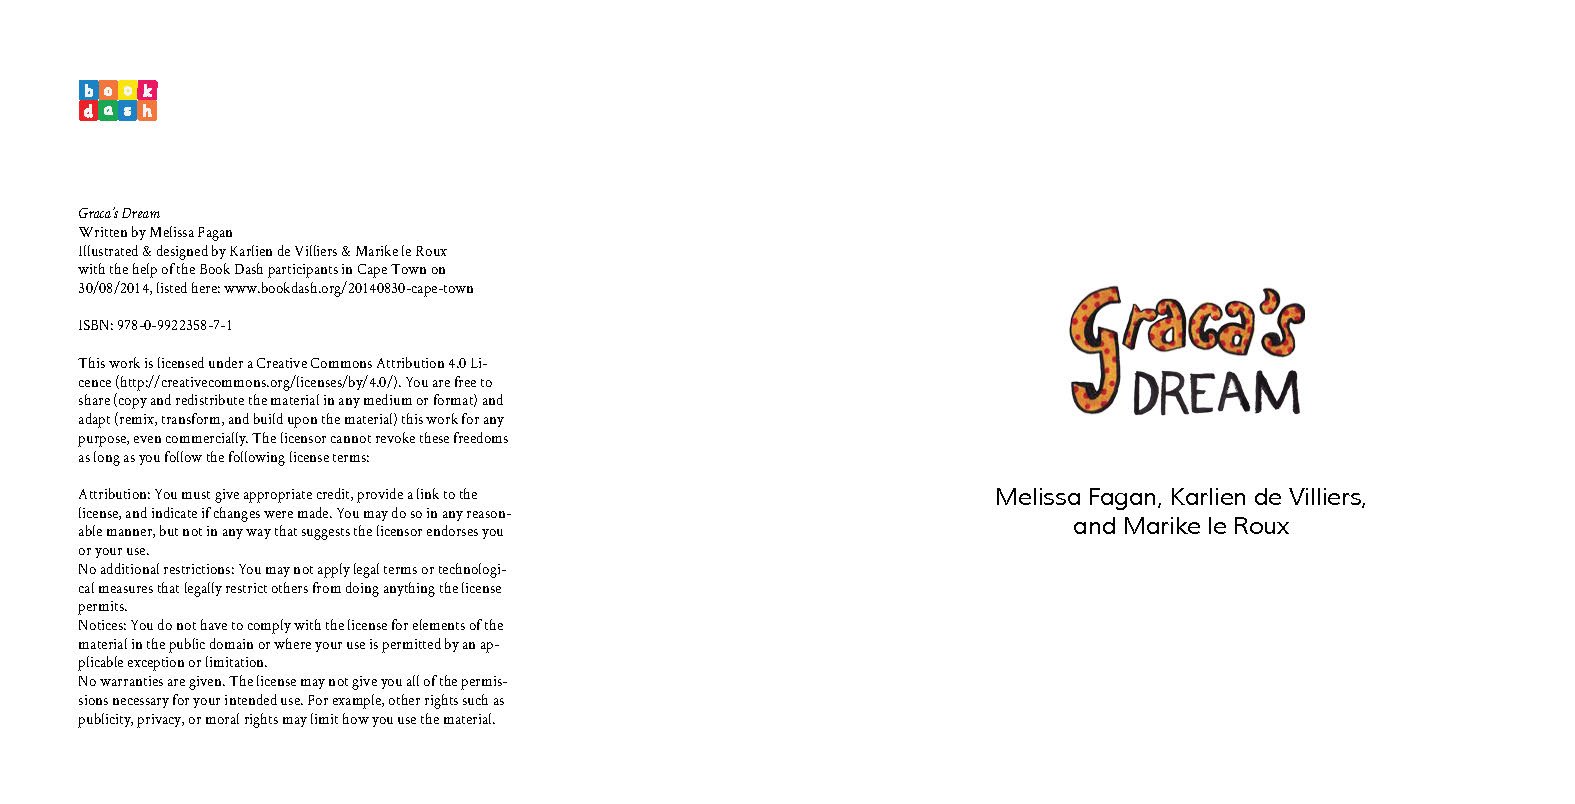 book
dash
Graca's Dream
Written by Melissa Fagan
Illustrated & designed by Karlien de Villiers & Marike le Roux
with the help of the Book Dash participants in Cape Town on
30/08/2014, listed here: www.bookdash.org/20140830-cape-town
ISBN: 978-0-9922358-7-1
This work is licensed under a Creative Commons Attribution 4.0 Li-
cence (http://creativecommons.org/licenses/by/4.0/). You are free to
share (copy and redistribute the material in any medium or format) and
adapt (remix, transform, and build upon the material) this work for any
purpose, even commercially. The licensor cannot revoke these freedoms
as long as you follow the following license terms:
Attribution: You must give appropriate credit, provide a link to the
license, and indicate if changes were made. You may do so in any reason-
able manner, but not in any way that suggests the licensor endorses you
or your use.
No additional restrictions: You may not apply legal terms or technologi-
cal measures that legally restrict others from doing anything the license
permits.
Notices: You do not have to comply with the license for elements of the
material in the public domain or where your use is permitted by an ap-
plicable exception or limitation.
No warranties are given. The license may not give you all of the permis-
sions necessary for your intended use. For example, other rights such as
publicity, privacy, or moral rights may limit how you use the material.
Graca's
DREAM
Melissa Fagan, Karlien de Villiers,
and Marike le Roux